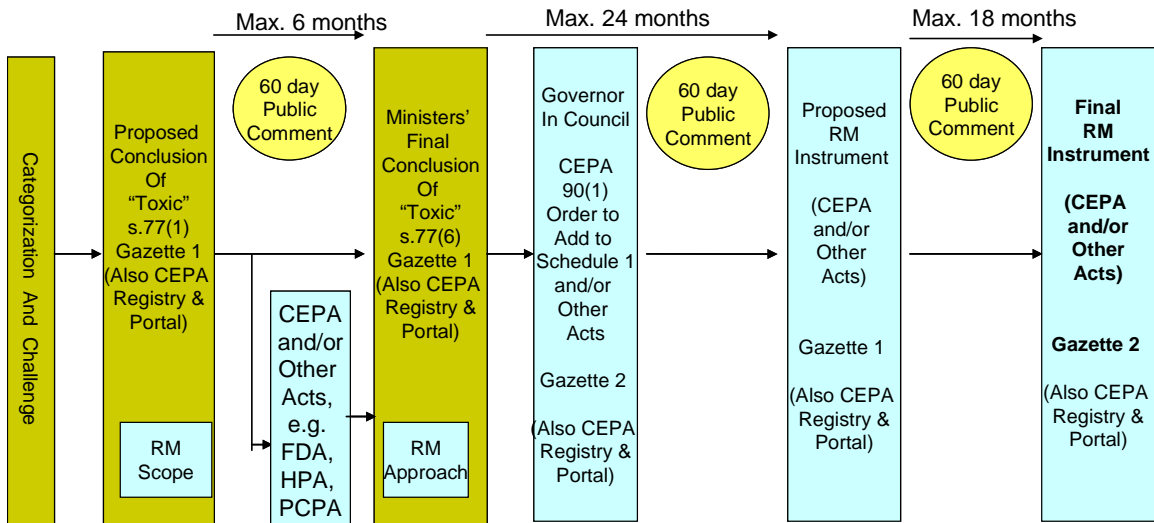 Max. 6 months
Max. 24 months
Max. 18 months
Categorization And Challenge
Proposed
Conclusion
Of
“Toxic”
s.77(1)
Gazette 1
(Also CEPA
Registry &
Portal)
RM
Scope
60 day
Public
Comment
CEPA
and/or
Other
Acts,
e.g.
FDA,
HPA,
PCPA
Ministers’
Final
Conclusion
Of
“Toxic”
s.77(6)
Gazette 1
(Also CEPA
Registry &
Portal)
RM
Approach
Governor
In Council
CEPA
90(1)
Order to
Add to
Schedule 1
and/or
Other
Acts
Gazette 2
(Also CEPA
Registry &
Portal)
60 day
Public
Comment
Proposed
RM
Instrument
(CEPA
and/or
Other
Acts)
Gazette 1
(Also CEPA
Registry &
Portal)
60 day
Public
Comment
Final
RM
Instrument
(CEPA
and/or
Other
Acts)
Gazette 2
(Also CEPA
Registry &
Portal)